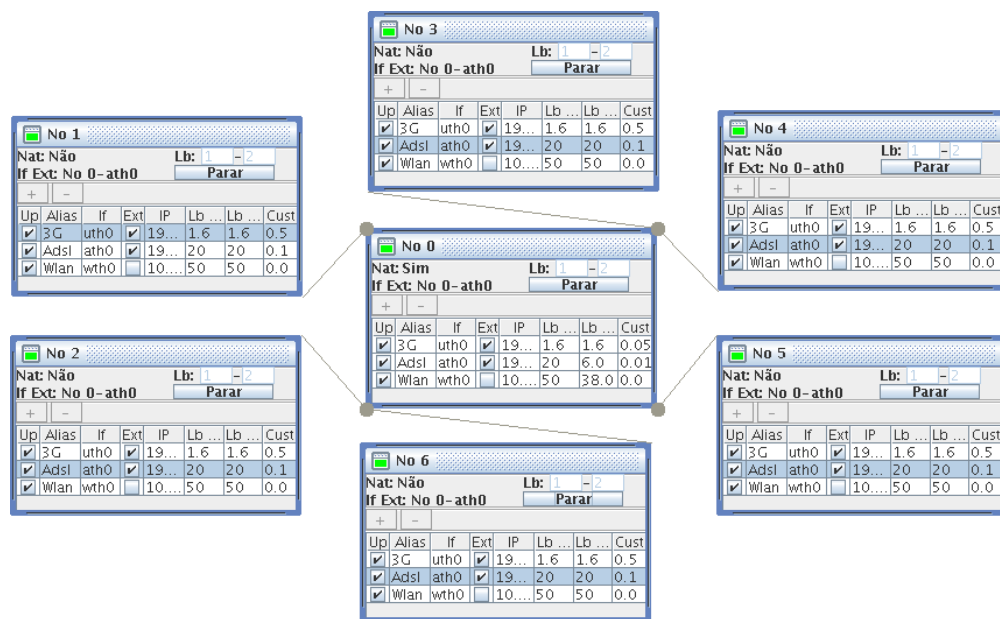 No 3
Nat: Não Lb: 1 - 2
If Ext: No 0-ath0 Parar
+ -
Up Alias If Ext IP Lb ... Lb ... Cust
3G uth0 19... 1.6 1.6 0.5
Adsl ath0 19... 20 20 0.1
Wlan wth0 10.... 50 50 0.0
No 1
Nat: Não Lb: 1 - 2
If Ext: No 0-ath0 Parar
+ -
Up Alias If Ext IP Lb ... Lb ... Cust
3G uth0 19... 1.6 1.6 0.5
Adsl ath0 19... 20 20 0.1
Wlan wth0 10.... 50 50 0.0
No 4
Nat: Não Lb: 1 - 2
If Ext: No 0-ath0 Parar
+ -
Up Alias If Ext IP Lb ... Lb ... Cust
3G uth0 19... 1.6 1.6 0.5
Adsl ath0 19... 20 20 0.1
Wlan wth0 10.... 50 50 0.0
No 0
Nat: Sim Lb: 1 - 2
If Ext: No 0-ath0 Parar
+ -
Up Alias If Ext IP Lb ... Lb ... Cust
3G uth0 19... 1.6 1.6 0.05
Adsl ath0 19... 20 6.0 0.01
Wlan wth0 10.... 50 38.0 0.0
No 2
Nat: Não Lb: 1 - 2
If Ext: No 0-ath0 Parar
+ -
Up Alias If Ext IP Lb ... Lb ... Cust
3G uth0 19... 1.6 1.6 0.5
Adsl ath0 19... 20 20 0.1
Wlan wth0 10.... 50 50 0.0
No 5
Nat: Não Lb: 1 - 2
If Ext: No 0-ath0 Parar
+ -
Up Alias If Ext IP Lb ... Lb ... Cust
3G uth0 19... 1.6 1.6 0.5
Adsl ath0 19... 20 20 0.1
Wlan wth0 10.... 50 50 0.0
No 6
Nat: Não Lb: 1 - 2
If Ext: No 0-ath0 Parar
+ -
Up Alias If Ext IP Lb ... Lb ... Cust
3G uth0 19... 1.6 1.6 0.5
Adsl ath0 19... 20 20 0.1
Wlan wth0 10.... 50 50 0.0